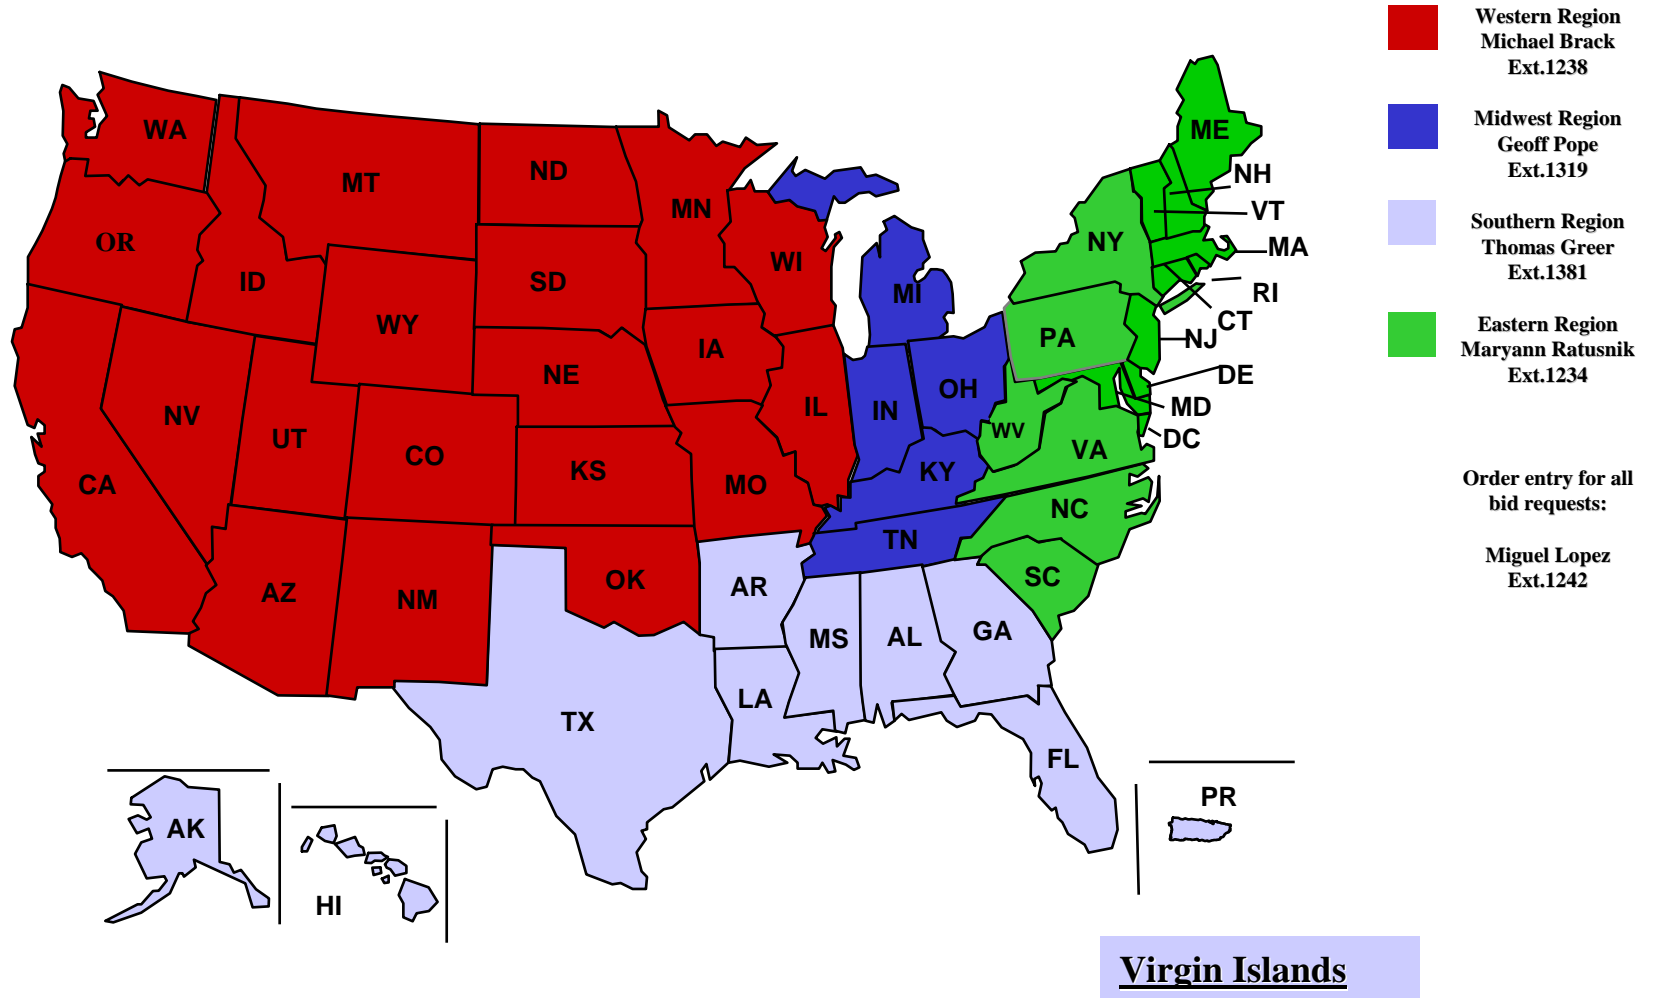 Western Region
Michael Brack
Ext.1238
Midwest Region
Geoff Pope
Ext.1319
Southern Region
Thomas Greer
Ext.1381
Eastern Region
Maryann Ratusnik
Ext.1234
Order entry for all
bid requests:
Miguel Lopez
Ext.1242
WA
OR
MT
ID
ND
MN
SD
WI
WY
NE
IA
MI
NV
UT
CO
CA
KS
MO
IL
IN
OH
KY
TN
AZ
NM
OK
AR
TX
LA
MS
AL
GA
FL
SC
NC
VA
WV
PA
NY
ME
NH
VT
MA
RI
CT
NJ
DE
MD
DC
AK
HI
PR
Virgin Islands